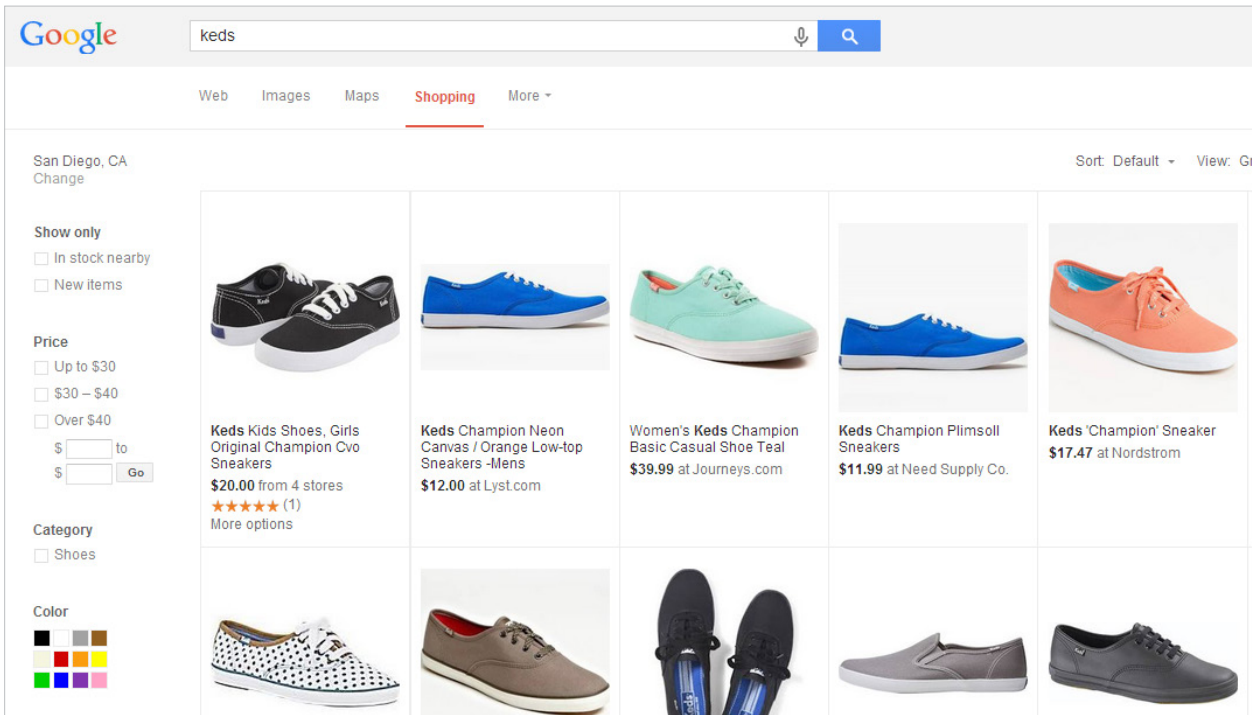 Google
keds
Web Images Maps Shopping More
San Diego, CA
Change
Sort: Default View: Gr
Show only
In stock nearby
New items
Price
Up to $30
$30 – $40
Over $40
$ to
$ Go
Category
Shoes
Color
Keds Kids Shoes, Girls
Original Champion Cvo
Sneakers
$20.00 from 4 stores
(1)
More options
Keds Champion Neon
Canvas / Orange Low-top
Sneakers -Mens
$12.00 at Lyst.com
Women's Keds Champion
Basic Casual Shoe Teal
$39.99 at Journeys.com
Keds Champion Plimsoll
Sneakers
$11.99 at Need Supply Co.
Keds 'Champion' Sneaker
$17.47 at Nordstrom
Keds
Keds
Keds